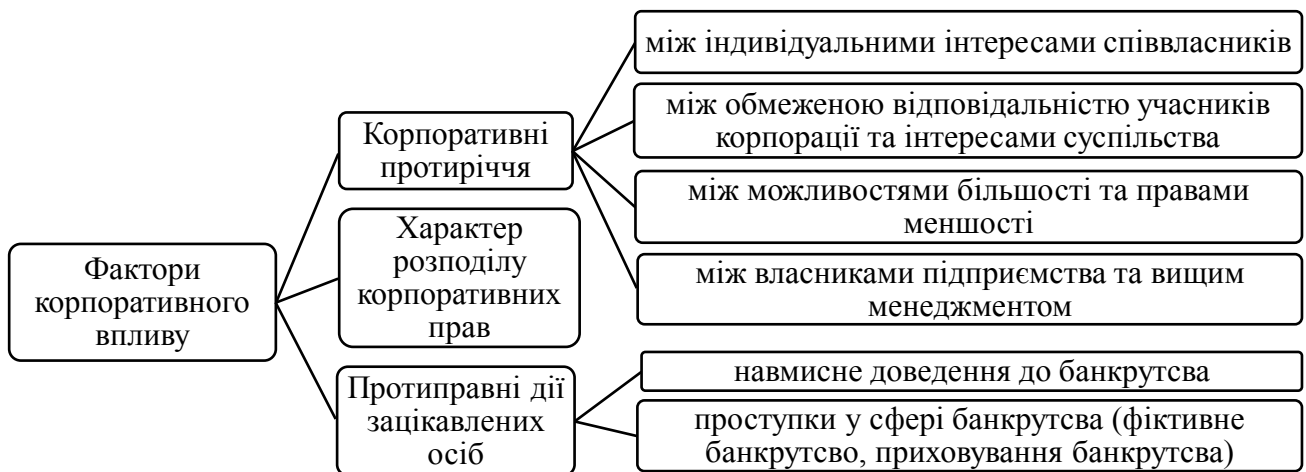 Фактори
корпоративного
впливу
Корпоративні
протиріччя
між індивідуальними інтересами співвласників
між обмеженою відповідальністю учасників
корпорації та інтересами суспільства
між можливостями більшості та правами
меншості
між власниками підприємства та вищим
менеджментом
Характер
розподілу
корпоративних
прав
Протиправні дії
зацікавлених
осіб
навмисне доведення до банкрутсва
проступки у сфері банкрутсва (фіктивне
банкрутсво, приховування банкрутсва)